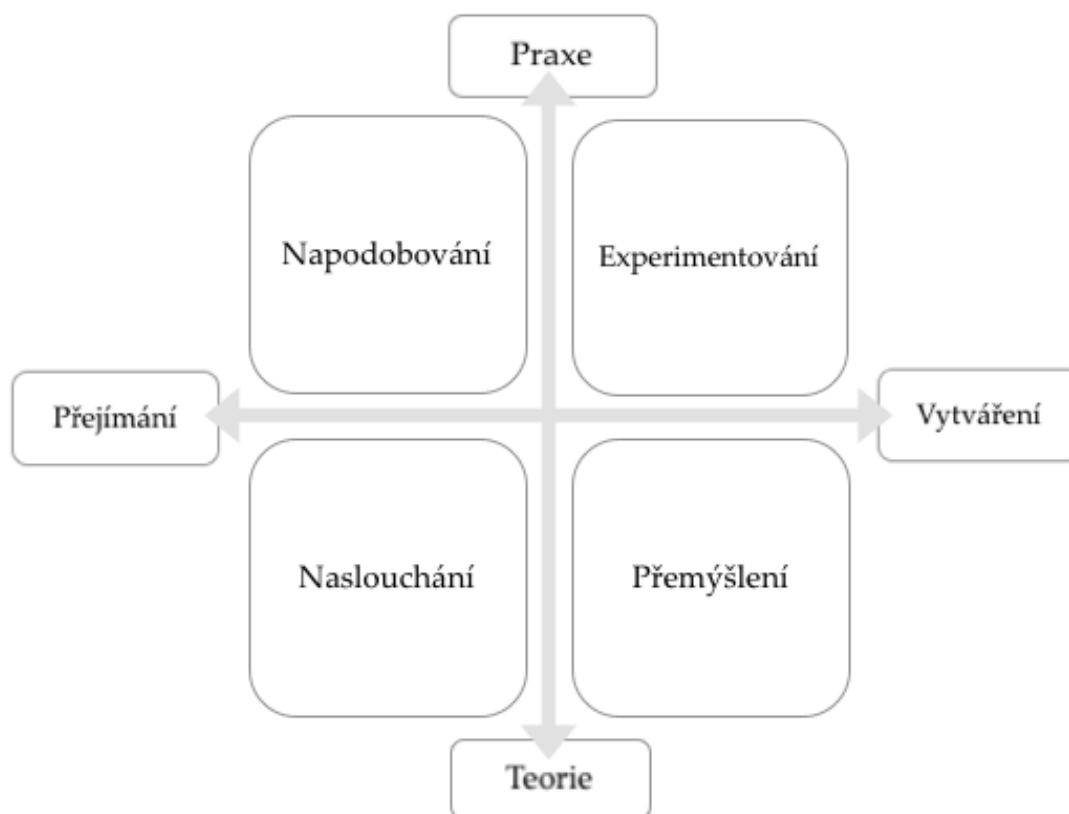 Praxe
Napodobování
Experimentování
Přejímání
Vytváření
Naslouchání
Přemýšlení
Teorie